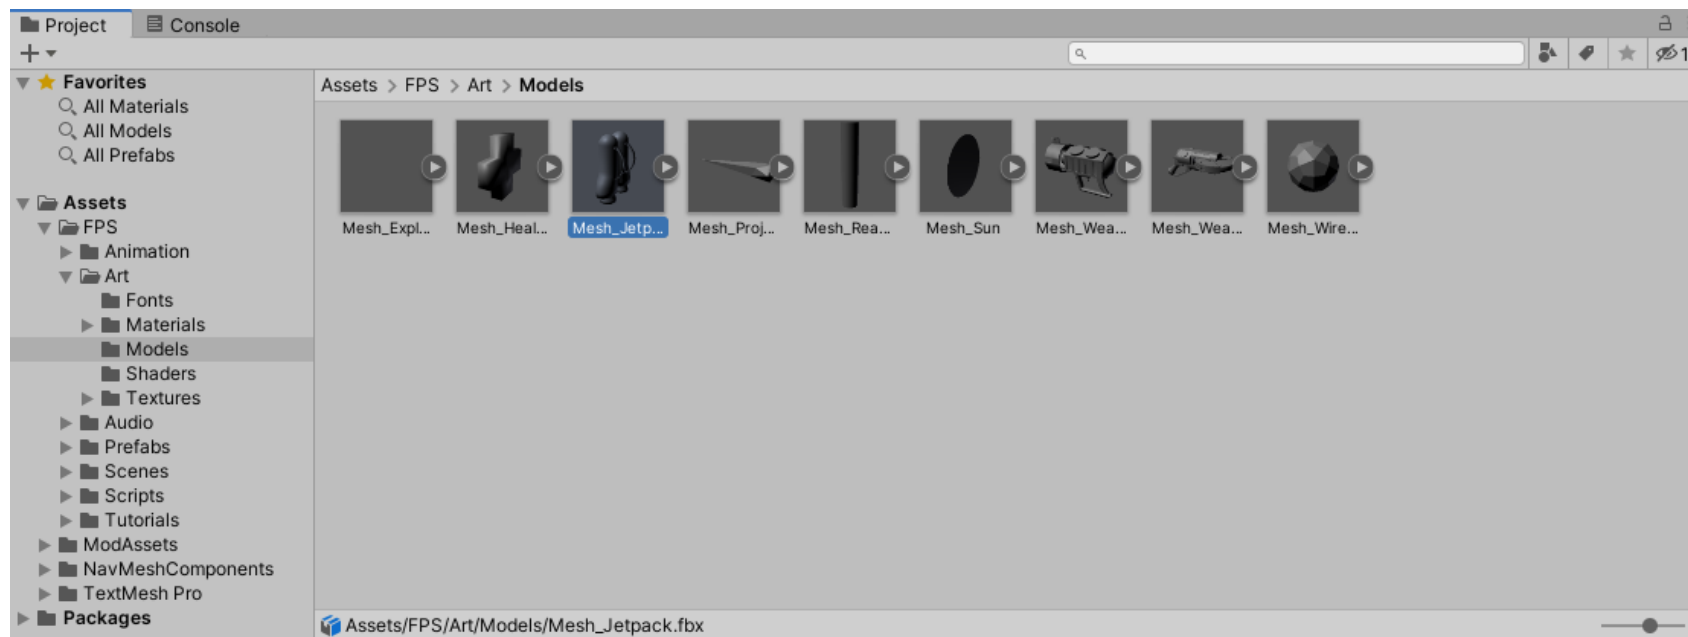 Project Console
Favorites
All Materials
All Models
All Prefabs
Assets
FPS
Animation
Art
Fonts
Materials
Models
Shaders
Textures
Audio
Prefabs
Scenes
Scripts
Tutorials
ModAssets
NavMeshComponents
TextMesh Pro
Packages
1
Assets > FPS > Art > Models
Mesh_Expl... Mesh_Heal... Mesh_Jetp... Mesh_Proj... Mesh_Rea... Mesh_Sun Mesh_Wea... Mesh_Wea... Mesh_Wire...
Assets/FPS/Art/Models/Mesh_Jetpack.fbx